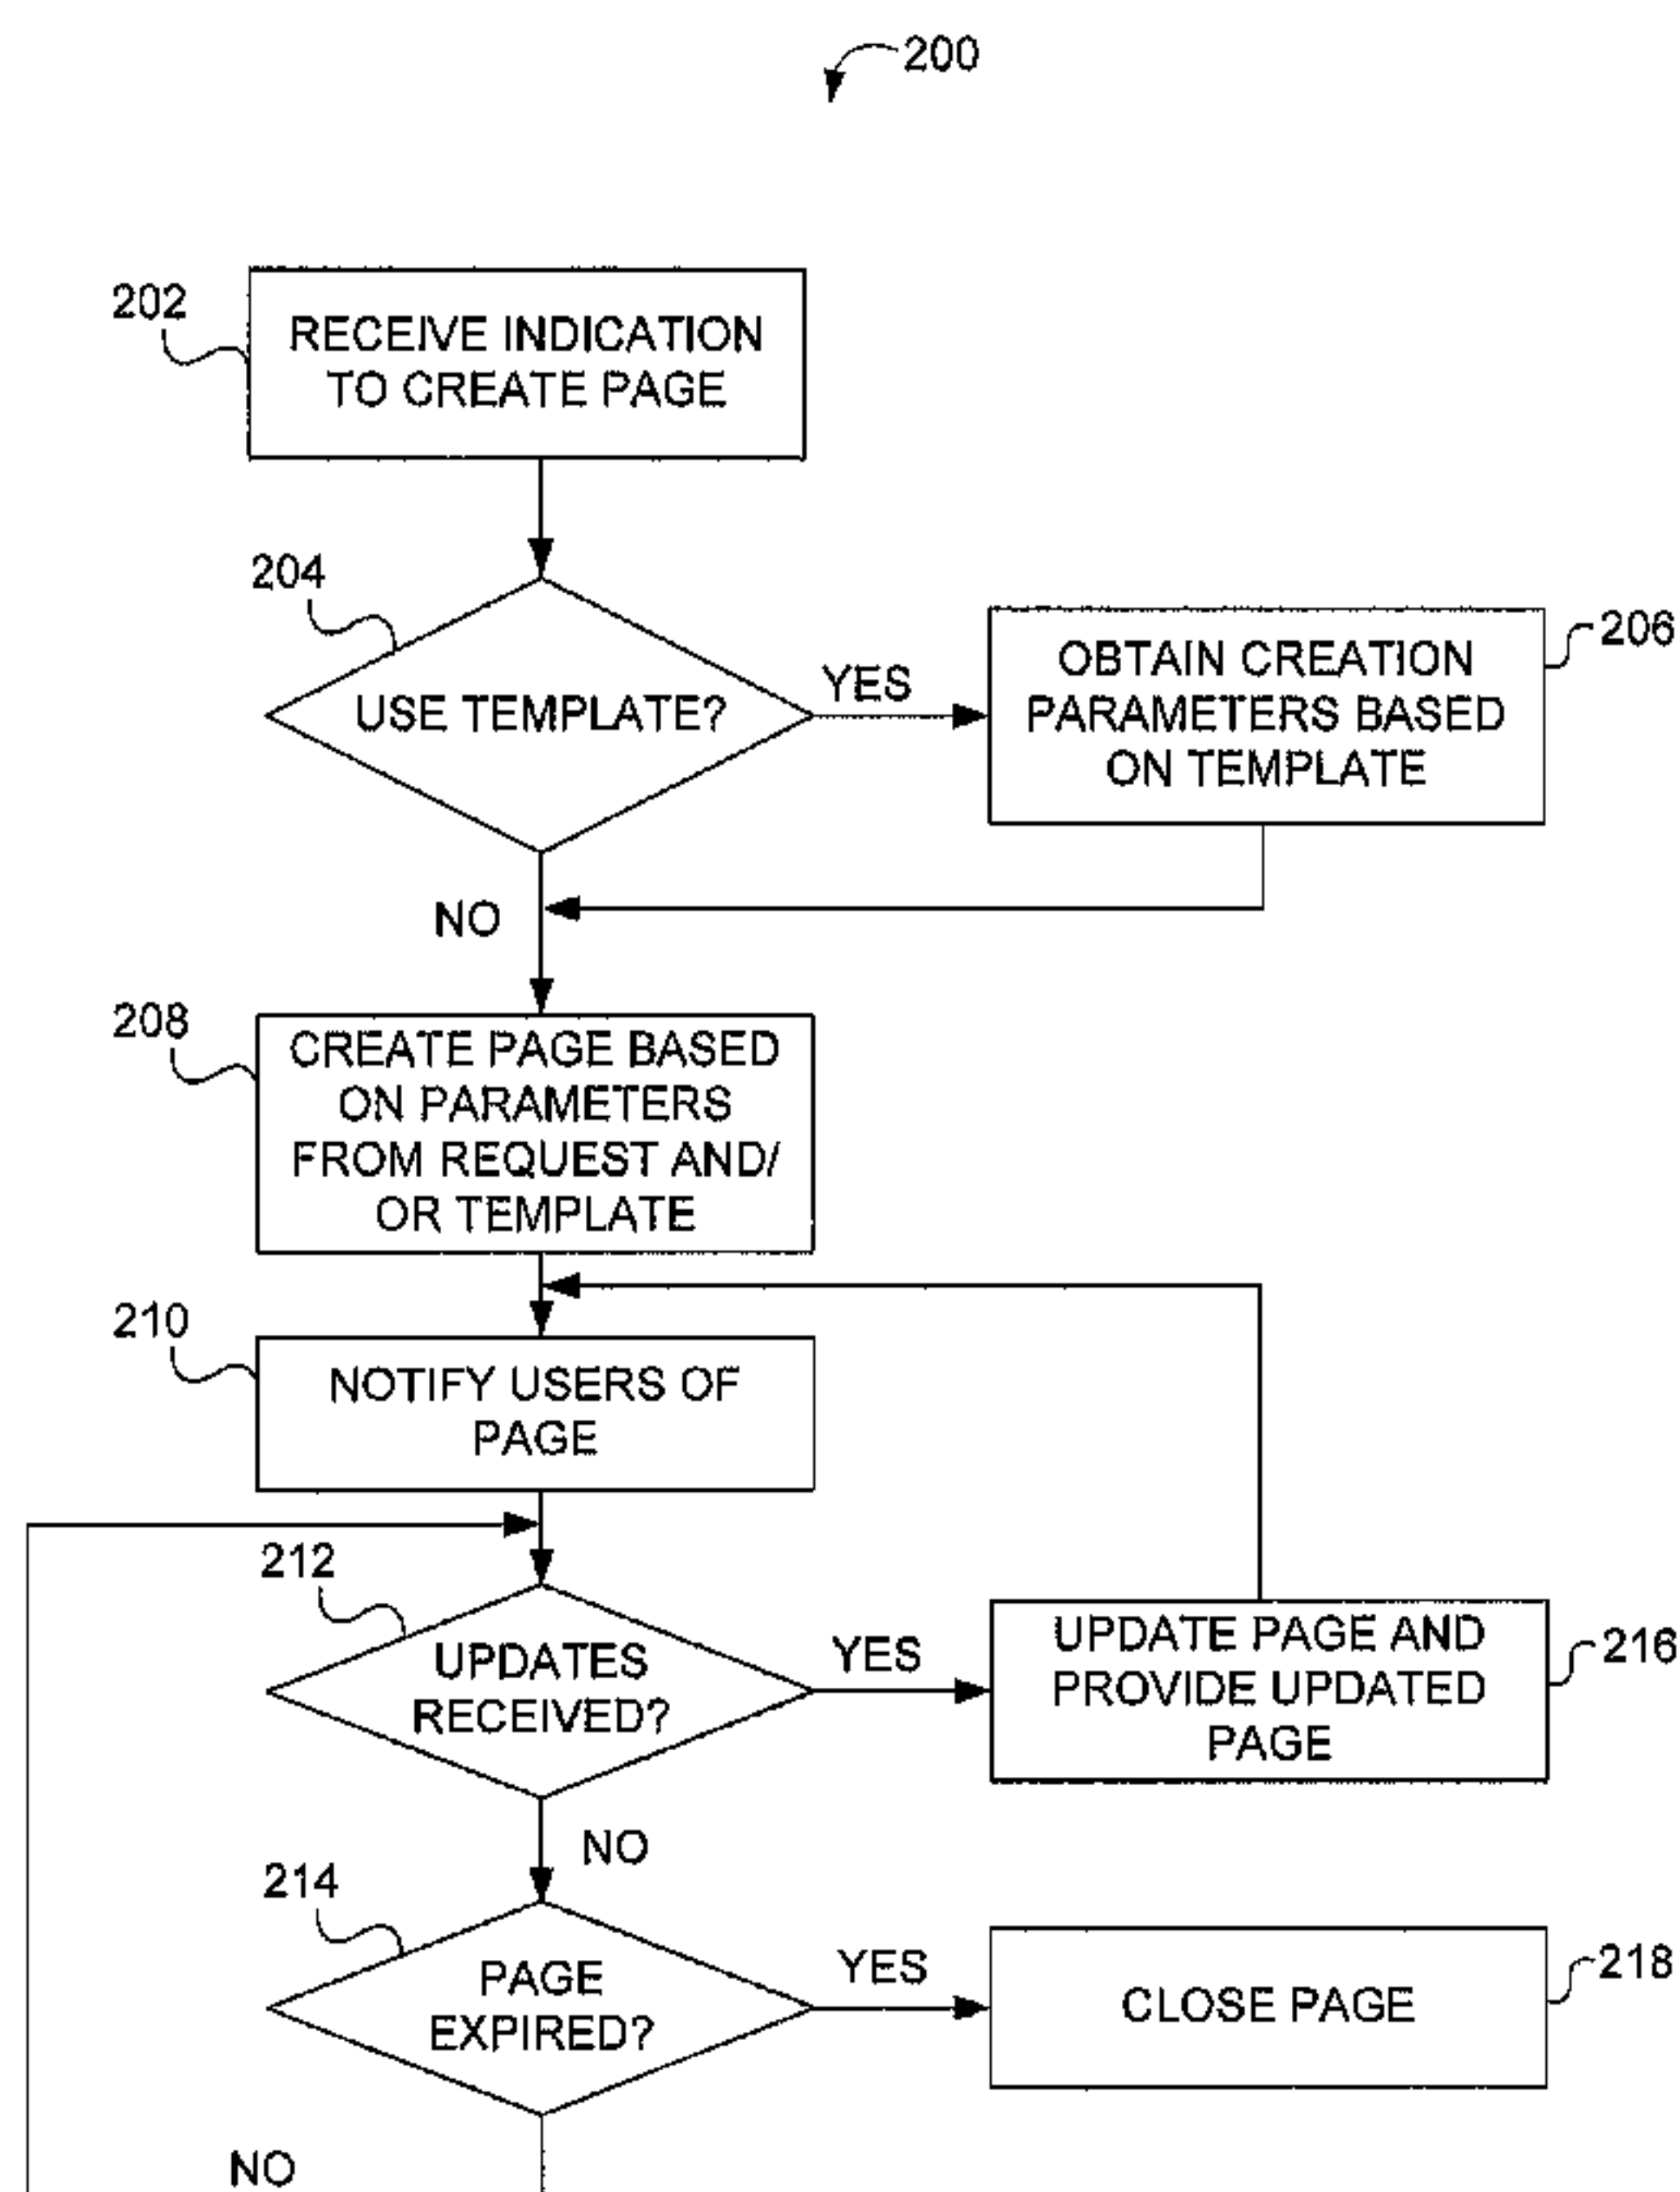 200
202
RECEIVE INDICATION
TO CREATE PAGE
204
USE TEMPLATE?
YES
206
OBTAIN CREATION
PARAMETERS BASED
ON TEMPLATE
NO
208
CREATE PAGE BASED
ON PARAMETERS
FROM REQUEST AND/
OR TEMPLATE
210
NOTIFY USERS OF
PAGE
212
UPDATES
RECEIVED?
YES
216
UPDATE PAGE AND
PROVIDE UPDATED
PAGE
NO
214
PAGE
EXPIRED?
YES
218
CLOSE PAGE
NO